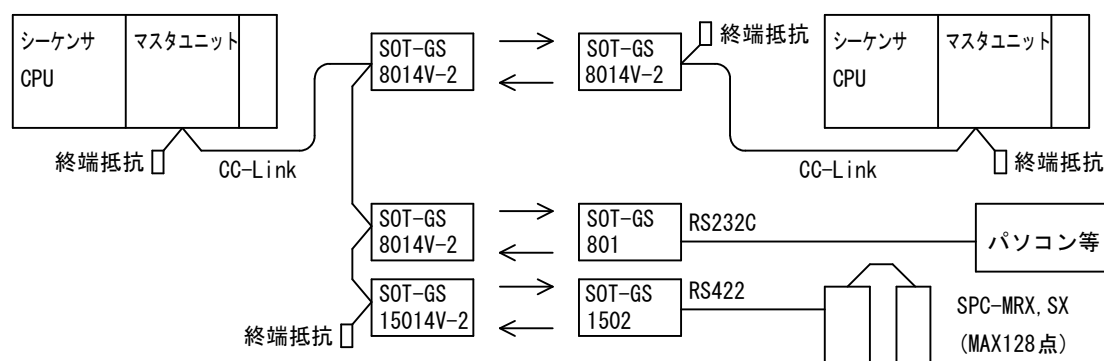 シーケンサ
CPU
マスタユニット
終端抵抗
CC-Link
SOT-GS
8014V-2
SOT-GS
8014V-2
終端抵抗
シーケンサ
CPU
マスタユニット
CC-Link
終端抵抗
SOT-GS
8014V-2
SOT-GS
801
RS232C
パソコン等
SOT-GS
15014V-2
終端抵抗
SOT-GS
1502
RS422
SPC-MRX,SX
(MAX128点)